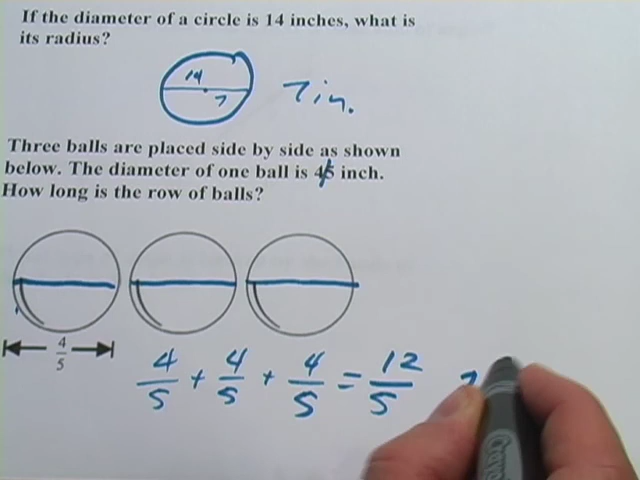 If the diameter of a circle is 14 inches, what is
its radius?
14
7
7 in.
Three balls are placed side by side as shown
below. The diameter of one ball is 4/5 inch.
How long is the row of balls?
4/5
4/5 + 4/5 + 4/5 = 12/5